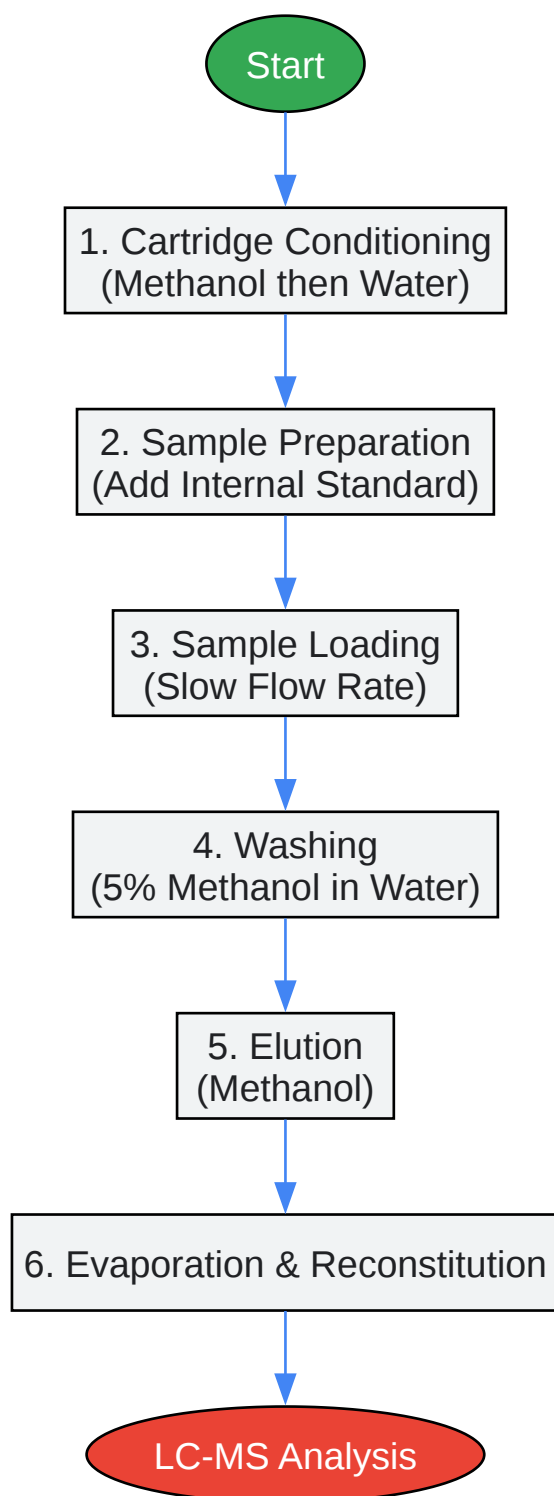 Start
1. Cartridge Conditioning
(Methanol then Water)
2. Sample Preparation
(Add Internal Standard)
3. Sample Loading
(Slow Flow Rate)
4. Washing
(5% Methanol in Water)
5. Elution
(Methanol)
6. Evaporation & Reconstitution
LC-MS Analysis